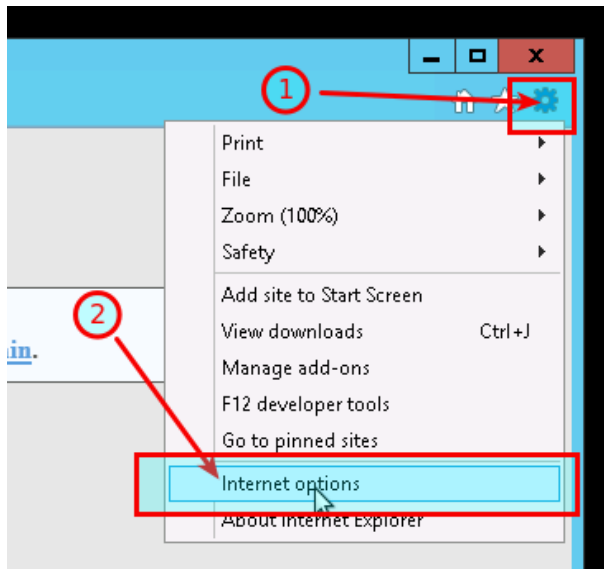 X
1
Print
File
Zoom (100%)
Safety
Add site to Start Screen
2
View downloads Ctrl+J
in.
Manage add-ons
F12 developer tools
Go to pinned sites
Internet options
About Internet Explorer